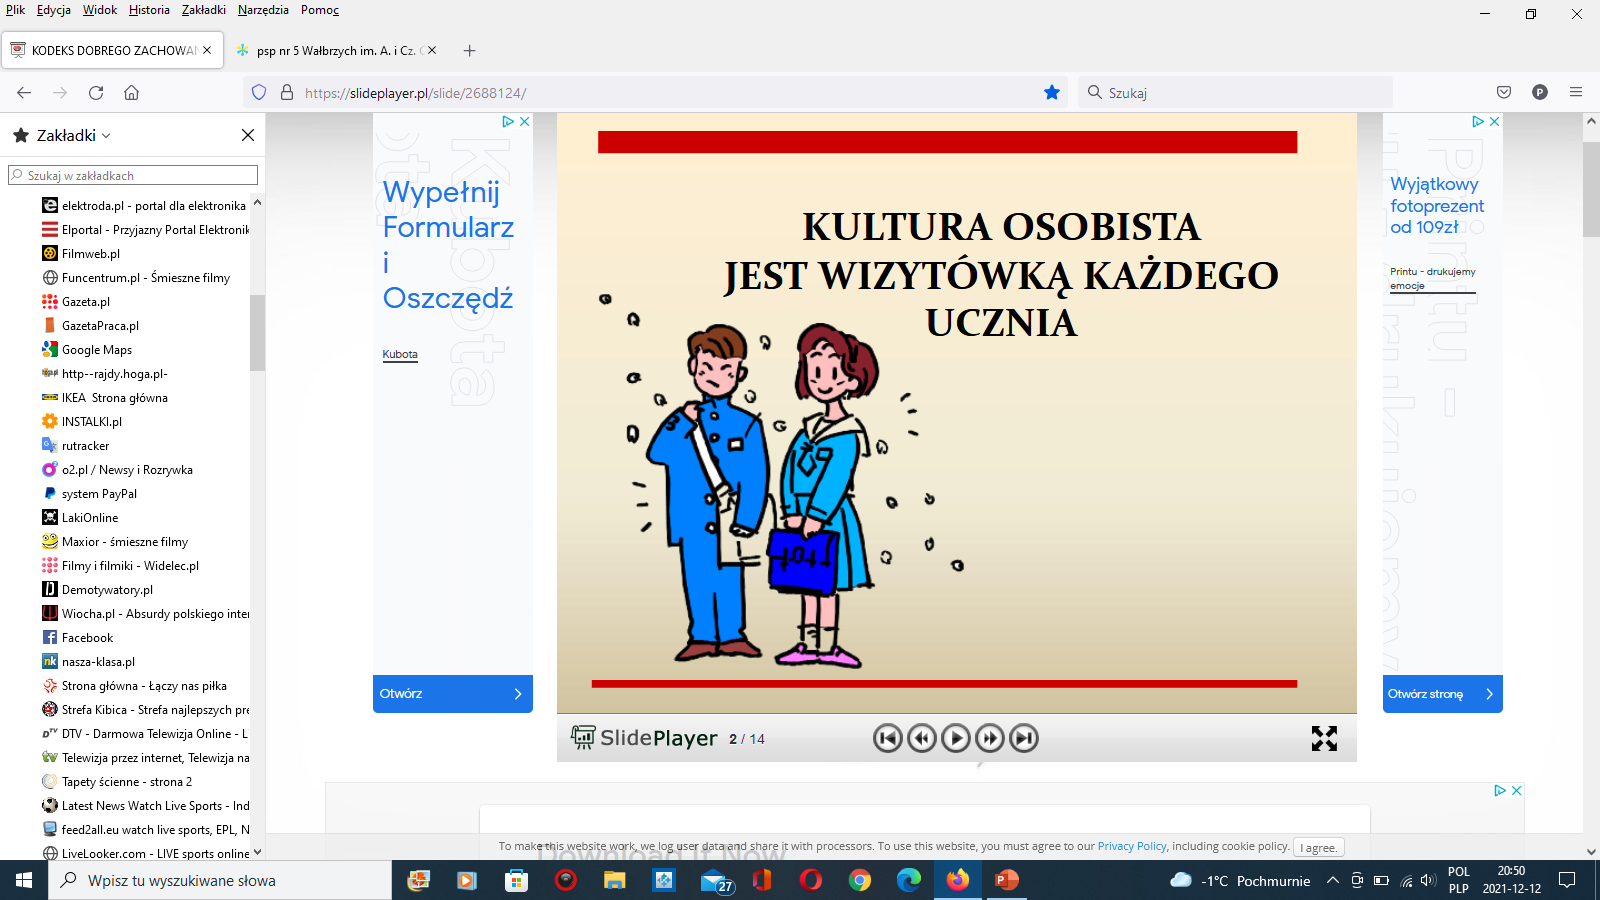 Plik Edycja Widok Historia Zakładki Narzędzia Pomoc
KODEKS DOBREGO ZACHOWAN
psp nr 5 Wałbrzych im. A. i Cz.
https://slideplayer.pl/slide/2688124/
Szukaj
Zakładki
Szukaj w zakładkach
elektroda.pl - portal dla elektronika
Elportal - Przyjazny Portal Elektronik
Filmweb.pl
Funcentrum.pl - Śmieszne filmy
Gazeta.pl
GazetaPraca.pl
Google Maps
http--rajdy.hoga.pl-
IKEA Strona główna
INSTALKI.pl
rutracker
o2.pl / Newsy i Rozrywka
system PayPal
LakiOnline
Maxior - śmieszne filmy
Filmy i filmiki - Widelec.pl
Demotywatory.pl
Wiocha.pl - Absurdy polskiego inter
Facebook
nasza-klasa.pl
Strona główna - Łączy nas piłka
Strefa Kibica - Strefa najlepszych pre
DTV - Darmowa Telewizja Online - L
Telewizja przez internet, Telewizja na
Tapety ścienne - strona 2
Latest News Watch Live Sports - Ind
feed2all.eu watch live sports, EPL, N
LiveLooker.com - LIVE sports online
Wypełnij
Formularz
i
Oszczędź
Kubota
Otwórz
KULTURA OSOBISTA
JEST WIZYTÓWKĄ KAŻDEGO
UCZNIA
SlidePlayer 2 / 14
Wyjątkowy
fotoprezent
od 109zł
Printu - drukujemy
emocje
Otwórz stronę
Download It Now
To make this website work, we log user data and share it with processors. To use this website, you must agree to our Privacy Policy, including cookie policy. I agree.
Wpisz tu wyszukiwane słowa
27
-1°C Pochmurnie
POL
PLP
20:50
2021-12-12